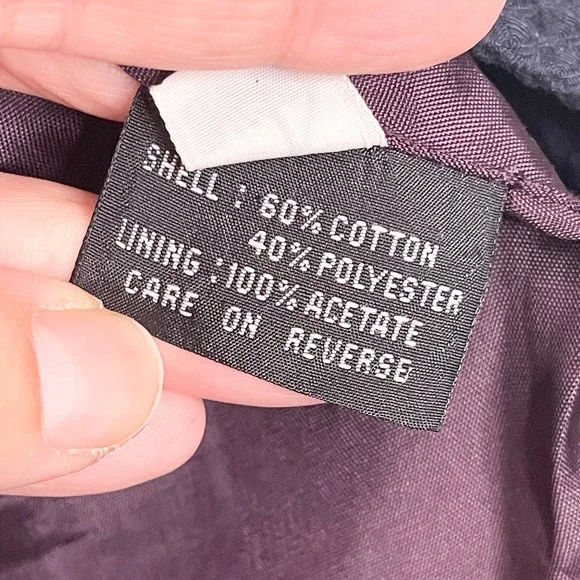 SHELL : 60% COTTON
40% POLYESTER
LINING : 100% ACETATE
CARE ON REVERSE